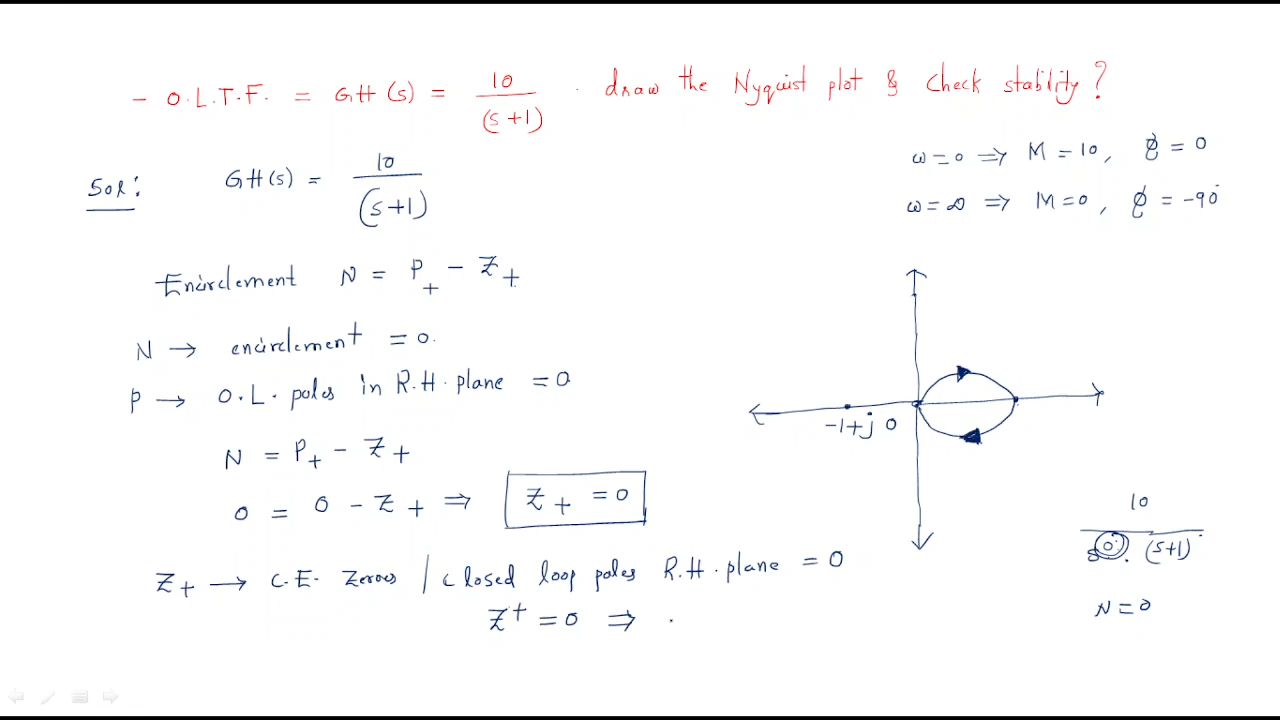 - O.L.T.F. = GH(s) = 10 / (s+1) . draw the Nyquist plot & Check stability?
ω=0 ⇒ M=10, φ=0
ω=∞ ⇒ M=0, φ=-90°
Sol: GH(s) = 10 / (s+1)
Encirclement N = P+ - Z+
N → encirclement = 0.
P → O.L. poles in R.H. plane = 0
-1+j0
N = P+ - Z+
0 = 0 - Z+ ⇒ Z+ = 0
10
s0. (s+1)
N=0
Z+ → C.E. Zeros / closed loop poles R.H. plane = 0
Z+ = 0 ⇒